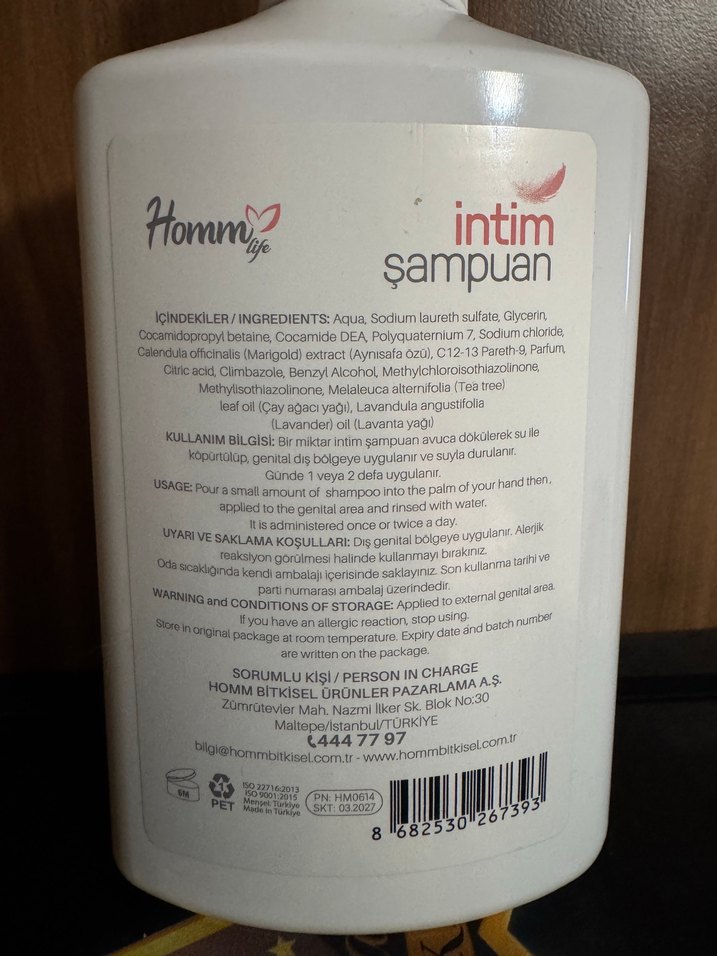 Homm
life
intim
şampuan
İÇİNDEKİLER / INGREDIENTS: Aqua, Sodium laureth sulfate, Glycerin,
Cocamidopropyl betaine, Cocamide DEA, Polyquaternium 7, Sodium chloride,
Calendula officinalis (Marigold) extract (Aynısafa özü), C12-13 Pareth-9, Parfum,
Citric acid, Climbazole, Benzyl Alcohol, Methylchloroisothiazolinone,
Methylisothiazolinone, Melaleuca alternifolia (Tea tree)
leaf oil (Çay ağacı yağı), Lavandula angustifolia
(Lavander) oil (Lavanta yağı)
KULLANIM BİLGİSİ: Bir miktar intim şampuan avuca dökülerek su ile
köpürtülüp, genital dış bölgeye uygulanır ve suyla durulanır.
Günde 1 veya 2 defa uygulanır.
USAGE: Pour a small amount of shampoo into the palm of your hand then,
applied to the genital area and rinsed with water.
It is administered once or twice a day.
UYARI VE SAKLAMA KOŞULLARI: Dış genital bölgeye uygulanır. Alerjik
reaksiyon görülmesi halinde kullanmayı bırakınız.
Oda sıcaklığında kendi ambalajı içerisinde saklayınız. Son kullanma tarihi ve
parti numarası ambalaj üzerindedir.
WARNING and CONDITIONS OF STORAGE: Applied to external genital area.
If you have an allergic reaction, stop using.
Store in original package at room temperature. Expiry date and batch number
are written on the package.
SORUMLU KİŞİ / PERSON IN CHARGE
HOMM BİTKİSEL ÜRÜNLER PAZARLAMA A.Ş.
Zümrütevler Mah. Nazmi İlker Sk. Blok No:30
Maltepe/İstanbul/TÜRKİYE
444 77 97
bilgi@hommbitkisel.com.tr - www.hommbitkisel.com.tr
6M
1
PET
ISO 22716:2013
ISO 9001:2015
Menşei: Türkiye
Made in Türkiye
PN: HM0614
SKT: 03.2027
8 682530 267393